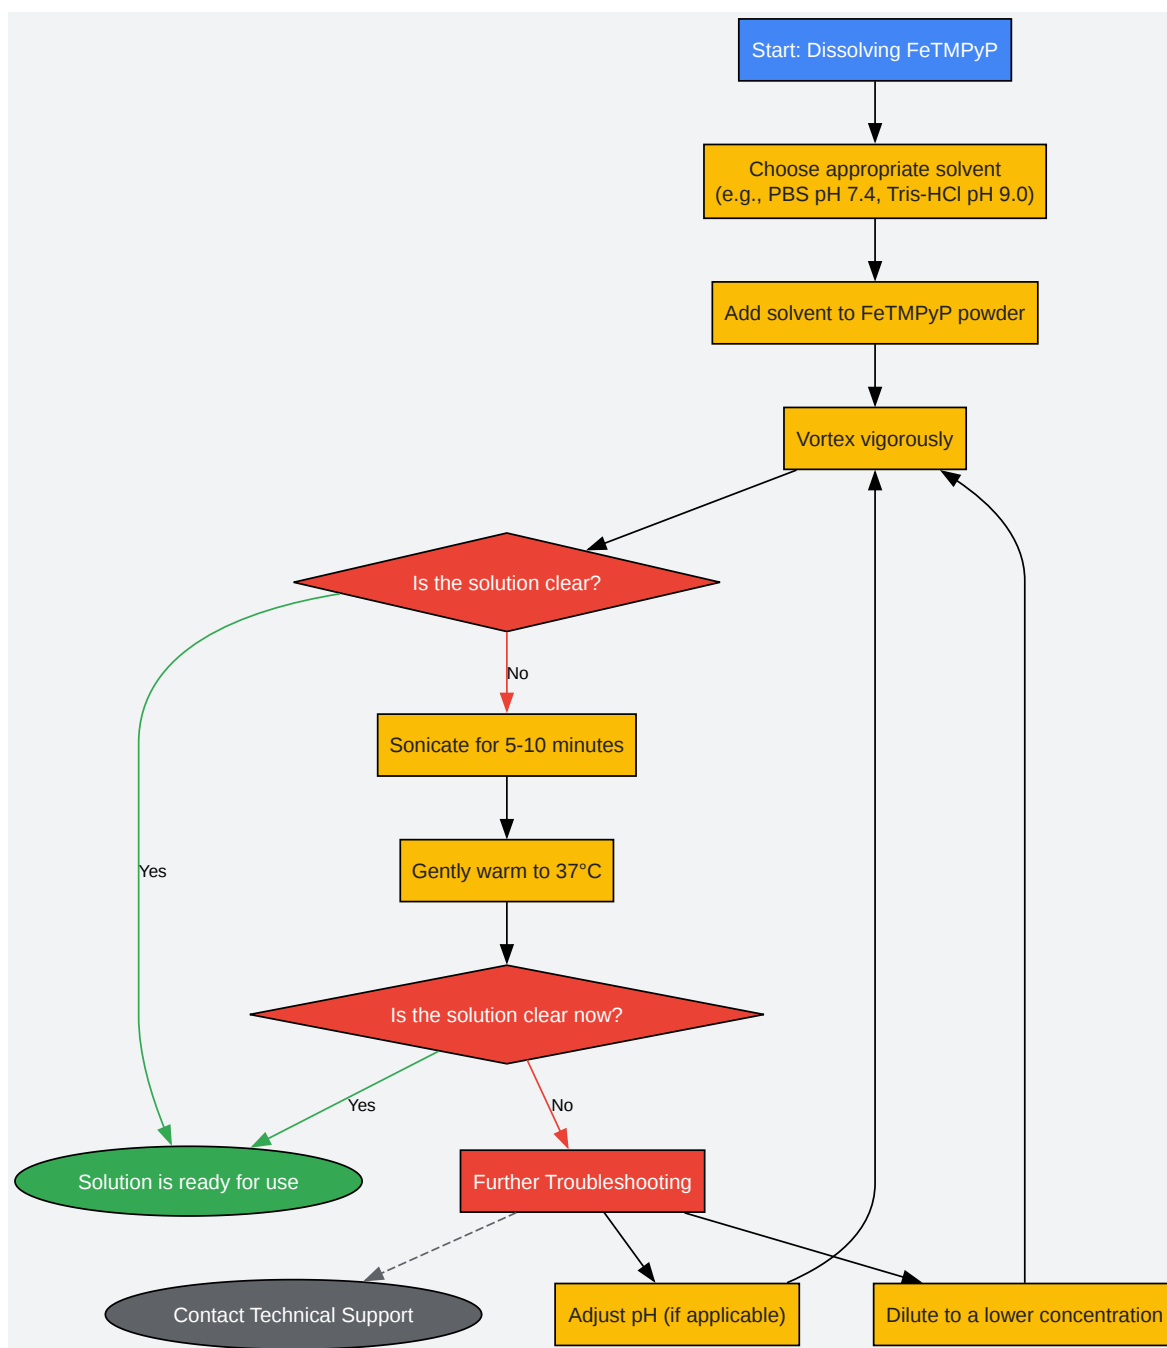 Start: Dissolving FeTMPyP
Choose appropriate solvent
(e.g., PBS pH 7.4, Tris-HCl pH 9.0)
Add solvent to FeTMPyP powder
Vortex vigorously
Is the solution clear?
No
Sonicate for 5-10 minutes
Gently warm to 37°C
Yes
Is the solution clear now?
Yes
No
Solution is ready for use
Further Troubleshooting
Contact Technical Support
Adjust pH (if applicable)
Dilute to a lower concentration